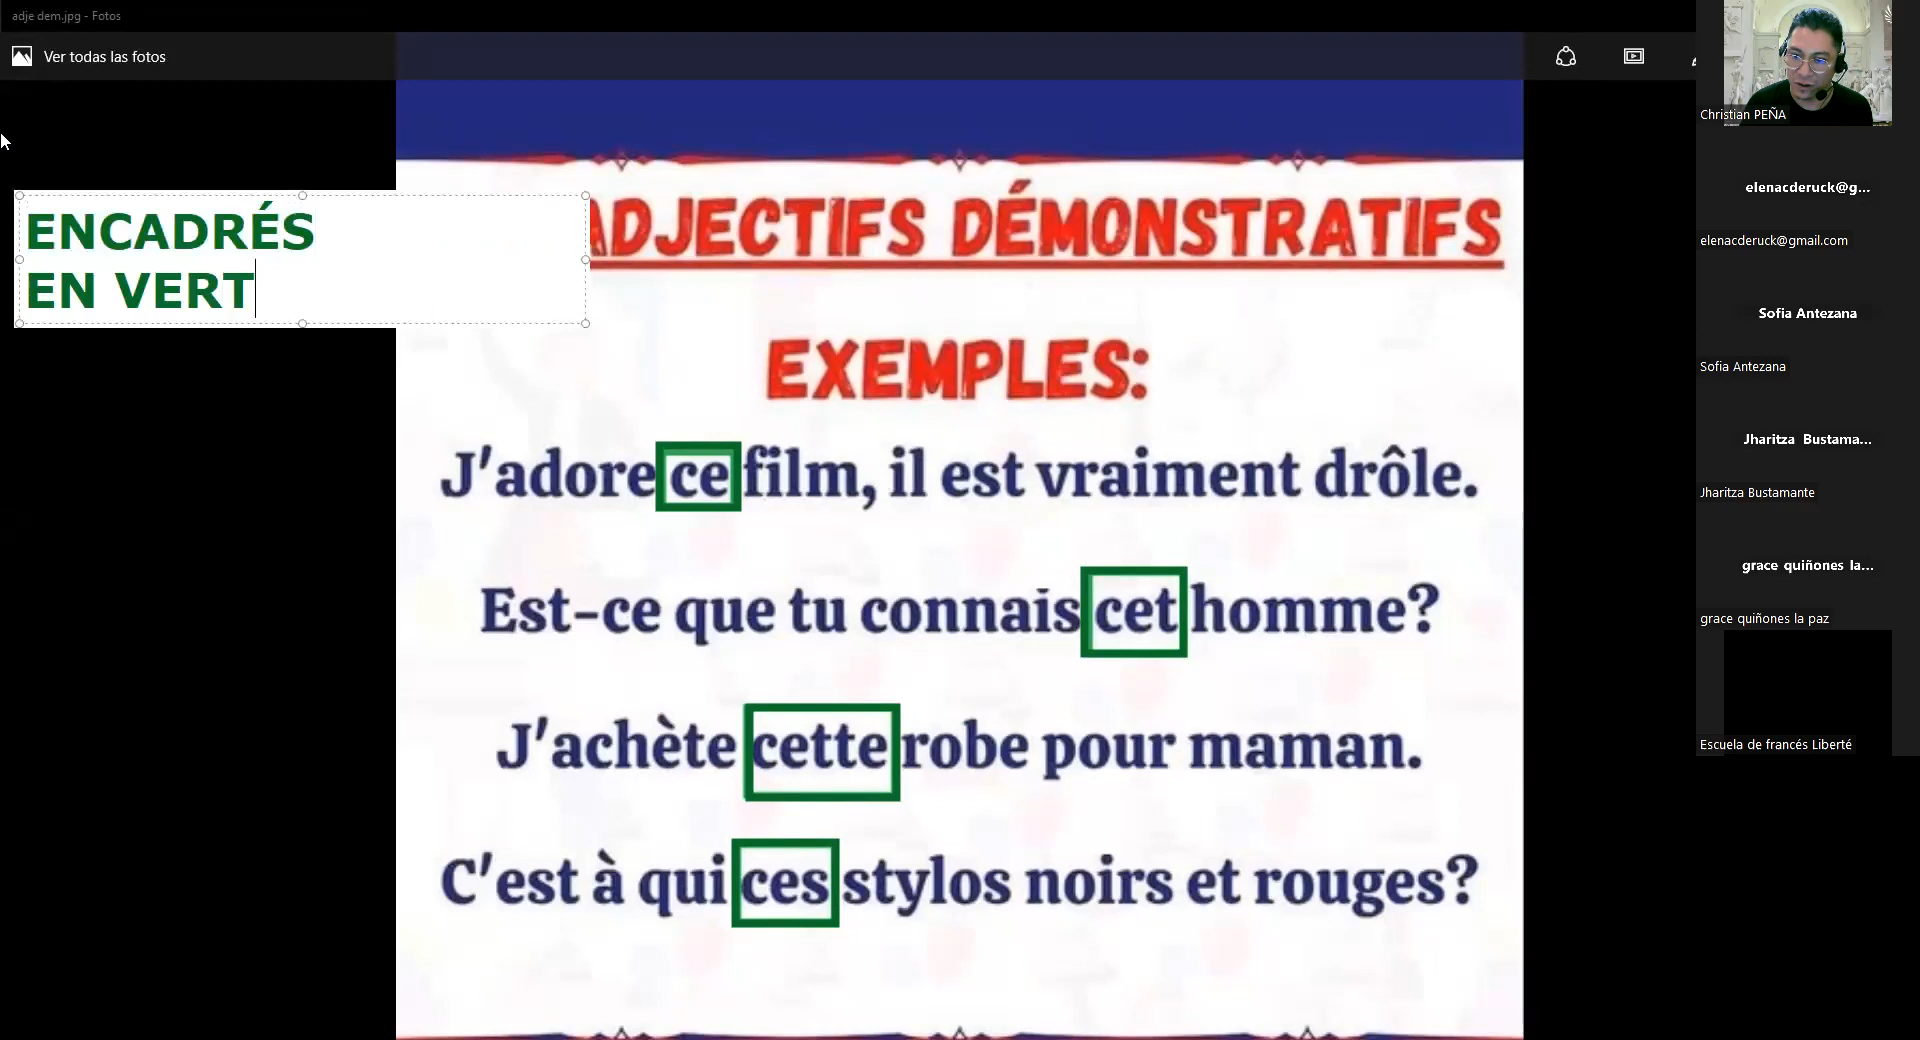 adje dem.jpg - Fotos
Ver todas las fotos
ENCADRÉS
EN VERT
ADJECTIFS DÉMONSTRATIFS
EXEMPLES:
J'adore ce film, il est vraiment drôle.
Est-ce que tu connais cet homme?
J'achète cette robe pour maman.
C'est à qui ces stylos noirs et rouges?
Christian PEÑA
elenacderuck@g...
elenacderuck@gmail.com
Sofia Antezana
Sofia Antezana
Jharitza Bustama...
Jharitza Bustamante
grace quiñones la...
grace quiñones la paz
Escuela de francés Liberté